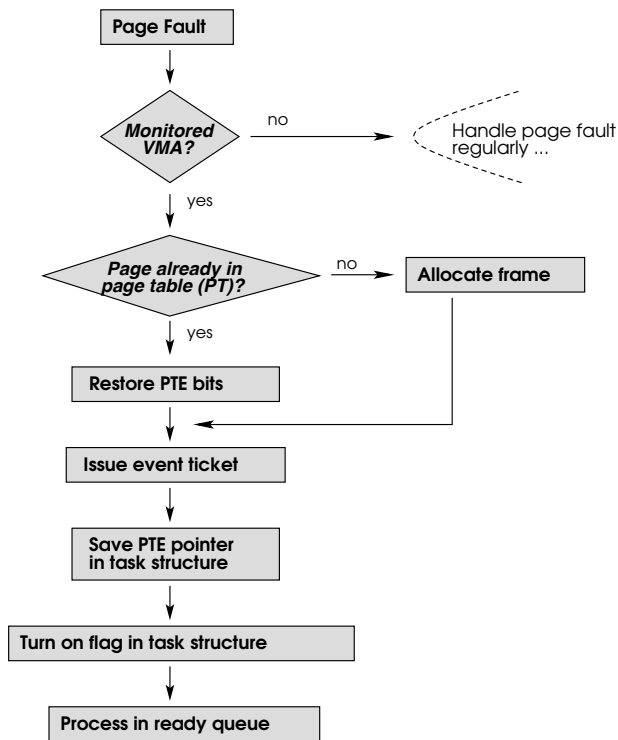 Page Fault
Monitored
VMA?
no
Handle page fault
regularly ...
yes
Page already in
page table (PT)?
no
Allocate frame
yes
Restore PTE bits
Issue event ticket
Save PTE pointer
in task structure
Turn on flag in task structure
Process in ready queue